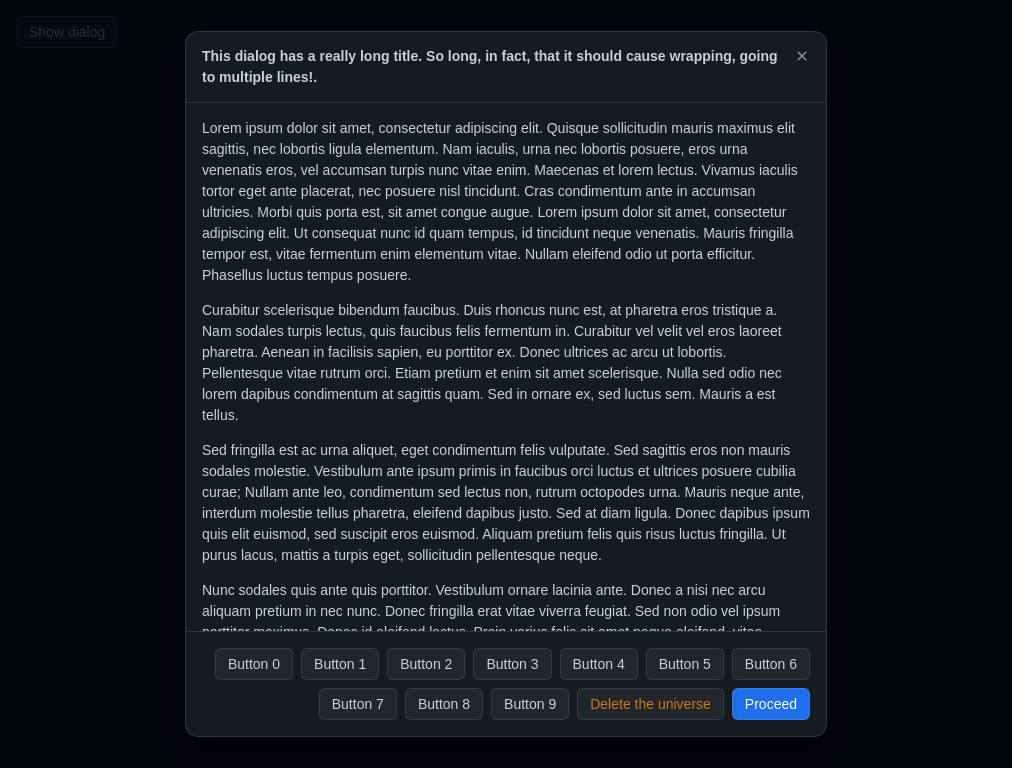 Show dialog
This dialog has a really long title. So long, in fact, that it should cause wrapping, going
to multiple lines!.
Lorem ipsum dolor sit amet, consectetur adipiscing elit. Quisque sollicitudin mauris maximus elit
sagittis, nec lobortis ligula elementum. Nam iaculis, urna nec lobortis posuere, eros urna
venenatis eros, vel accumsan turpis nunc vitae enim. Maecenas et lorem lectus. Vivamus iaculis
tortor eget ante placerat, nec posuere nisl tincidunt. Cras condimentum ante in accumsan
ultricies. Morbi quis porta est, sit amet congue augue. Lorem ipsum dolor sit amet, consectetur
adipiscing elit. Ut consequat nunc id quam tempus, id tincidunt neque venenatis. Mauris fringilla
tempor est, vitae fermentum enim elementum vitae. Nullam eleifend odio ut porta efficitur.
Phasellus luctus tempus posuere.
Curabitur scelerisque bibendum faucibus. Duis rhoncus nunc est, at pharetra eros tristique a.
Nam sodales turpis lectus, quis faucibus felis fermentum in. Curabitur vel velit vel eros laoreet
pharetra. Aenean in facilisis sapien, eu porttitor ex. Donec ultrices ac arcu ut lobortis.
Pellentesque vitae rutrum orci. Etiam pretium et enim sit amet scelerisque. Nulla sed odio nec
lorem dapibus condimentum at sagittis quam. Sed in ornare ex, sed luctus sem. Mauris a est
tellus.
Sed fringilla est ac urna aliquet, eget condimentum felis vulputate. Sed sagittis eros non mauris
sodales molestie. Vestibulum ante ipsum primis in faucibus orci luctus et ultrices posuere cubilia
curae; Nullam ante leo, condimentum sed lectus non, rutrum octopodes urna. Mauris neque ante,
interdum molestie tellus pharetra, eleifend dapibus justo. Sed at diam ligula. Donec dapibus ipsum
quis elit euismod, sed suscipit eros euismod. Aliquam pretium felis quis risus luctus fringilla. Ut
purus lacus, mattis a turpis eget, sollicitudin pellentesque neque.
Nunc sodales quis ante quis porttitor. Vestibulum ornare lacinia ante. Donec a nisi nec arcu
aliquam pretium in nec nunc. Donec fringilla erat vitae viverra feugiat. Sed non odio vel ipsum
porttitor maximus. Donec id eleifend lectus. Proin varius felis sit amet neque eleifend, vitae
Button 0 Button 1 Button 2 Button 3 Button 4 Button 5 Button 6
Button 7 Button 8 Button 9 Delete the universe Proceed